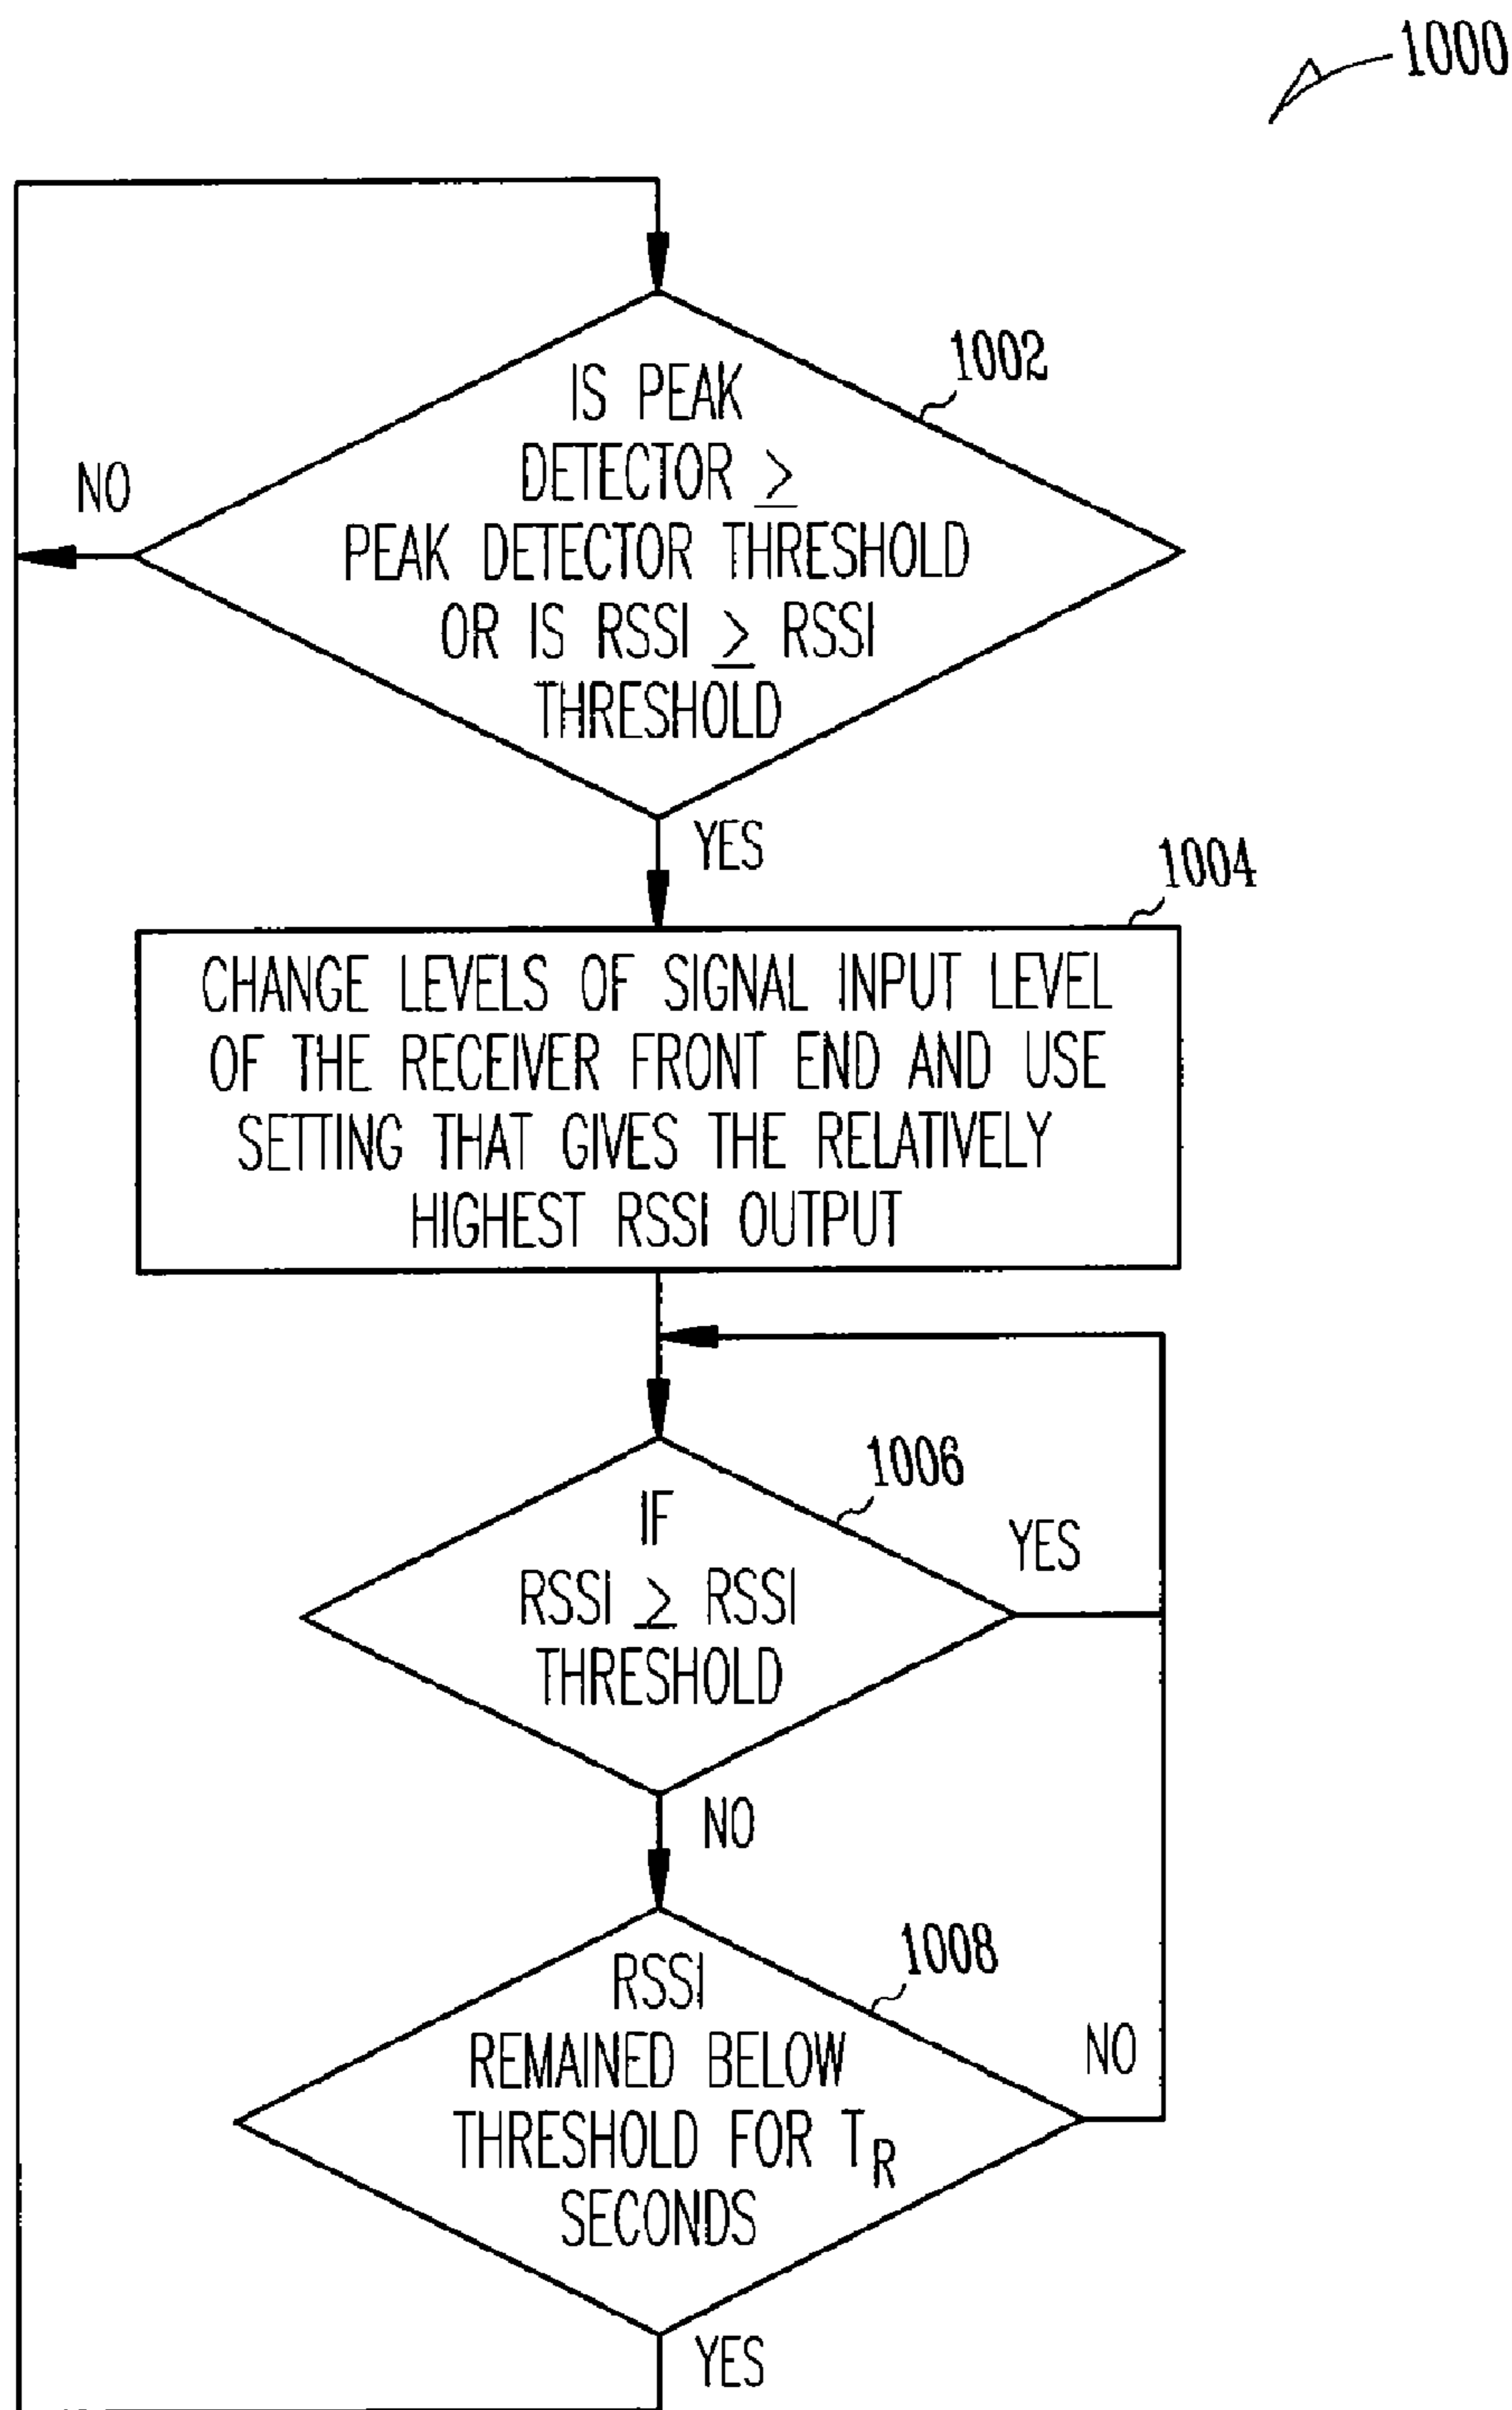 1000
1002
IS PEAK
DETECTOR ≥
PEAK DETECTOR THRESHOLD
OR IS RSSI ≥ RSSI
THRESHOLD
NO
YES
1004
CHANGE LEVELS OF SIGNAL INPUT LEVEL
OF THE RECEIVER FRONT END AND USE
SETTING THAT GIVES THE RELATIVELY
HIGHEST RSSI OUTPUT
1006
IF
RSSI ≥ RSSI
THRESHOLD
YES
NO
1008
RSSI
REMAINED BELOW
THRESHOLD FOR T_R
SECONDS
NO
YES